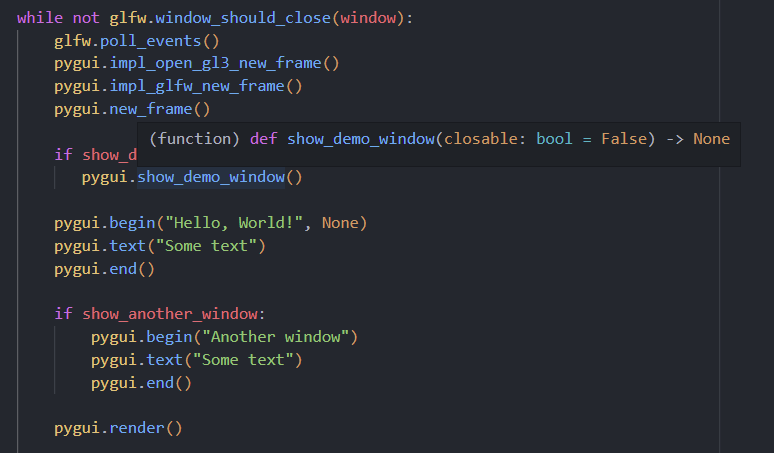 while not glfw.window_should_close(window):
glfw.poll_events()
pygui.impl_open_gl3_new_frame()
pygui.impl_glfw_new_frame()
pygui.new_frame()
(function) def show_demo_window(closable: bool = False) -> None
if show_d
pygui.show_demo_window()
pygui.begin("Hello, World!", None)
pygui.text("Some text")
pygui.end()
if show_another_window:
pygui.begin("Another window")
pygui.text("Some text")
pygui.end()
pygui.render()